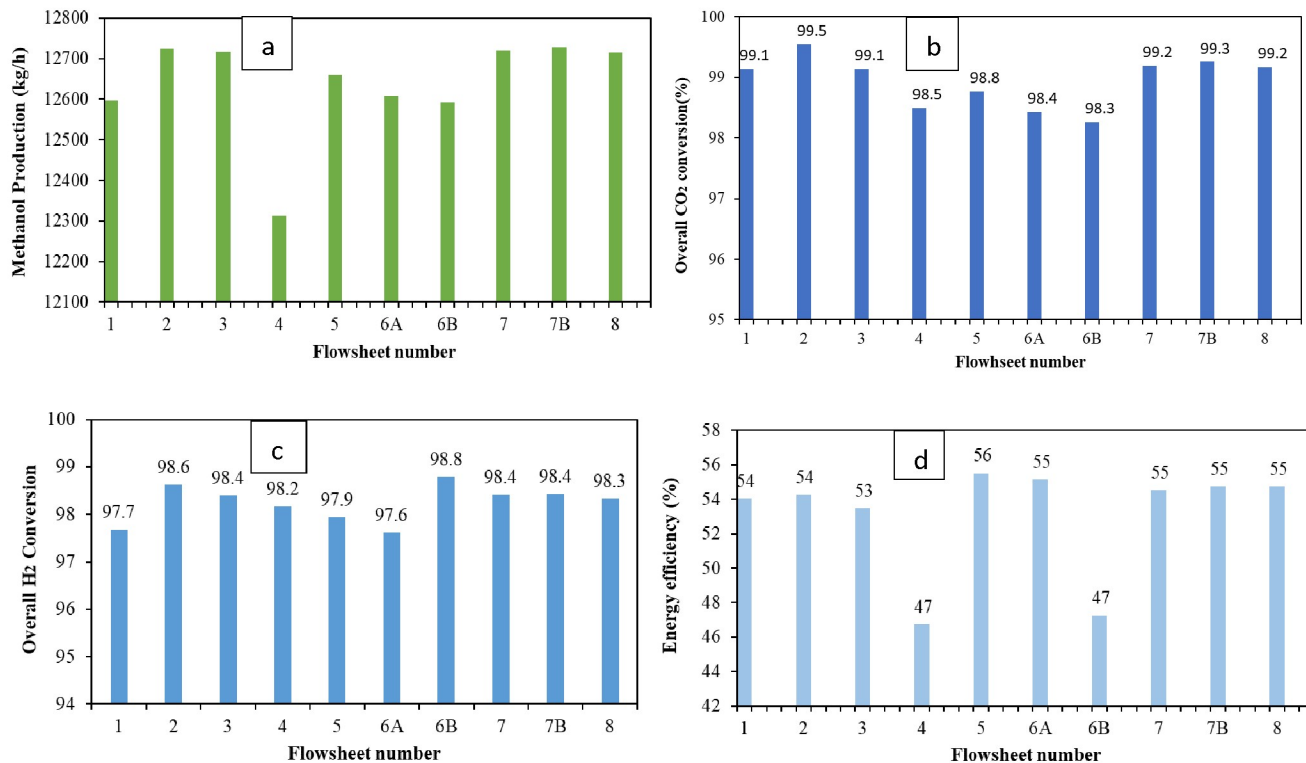 a
Methanol Production (kg/h)
12800
12700
12600
12500
12400
12300
12200
12100
1 2 3 4 5 6A 6B 7 7B 8
Flowsheet number
b
Overall CO2 conversion(%)
100
99
98
97
96
95
99.1 99.5 99.1 98.5 98.8 98.4 98.3 99.2 99.3 99.2
1 2 3 4 5 6A 6B 7 7B 8
Flowhseet number
c
Overall H2 Conversion
100
99
98
97
96
95
94
97.7 98.6 98.4 98.2 97.9 97.6 98.8 98.4 98.4 98.3
1 2 3 4 5 6A 6B 7 7B 8
Flowsheet number
d
Energy efficiency (%)
58
56
54
52
50
48
46
44
42
54 54 53 47 56 55 47 55 55 55
1 2 3 4 5 6A 6B 7 7B 8
Flowsheet number